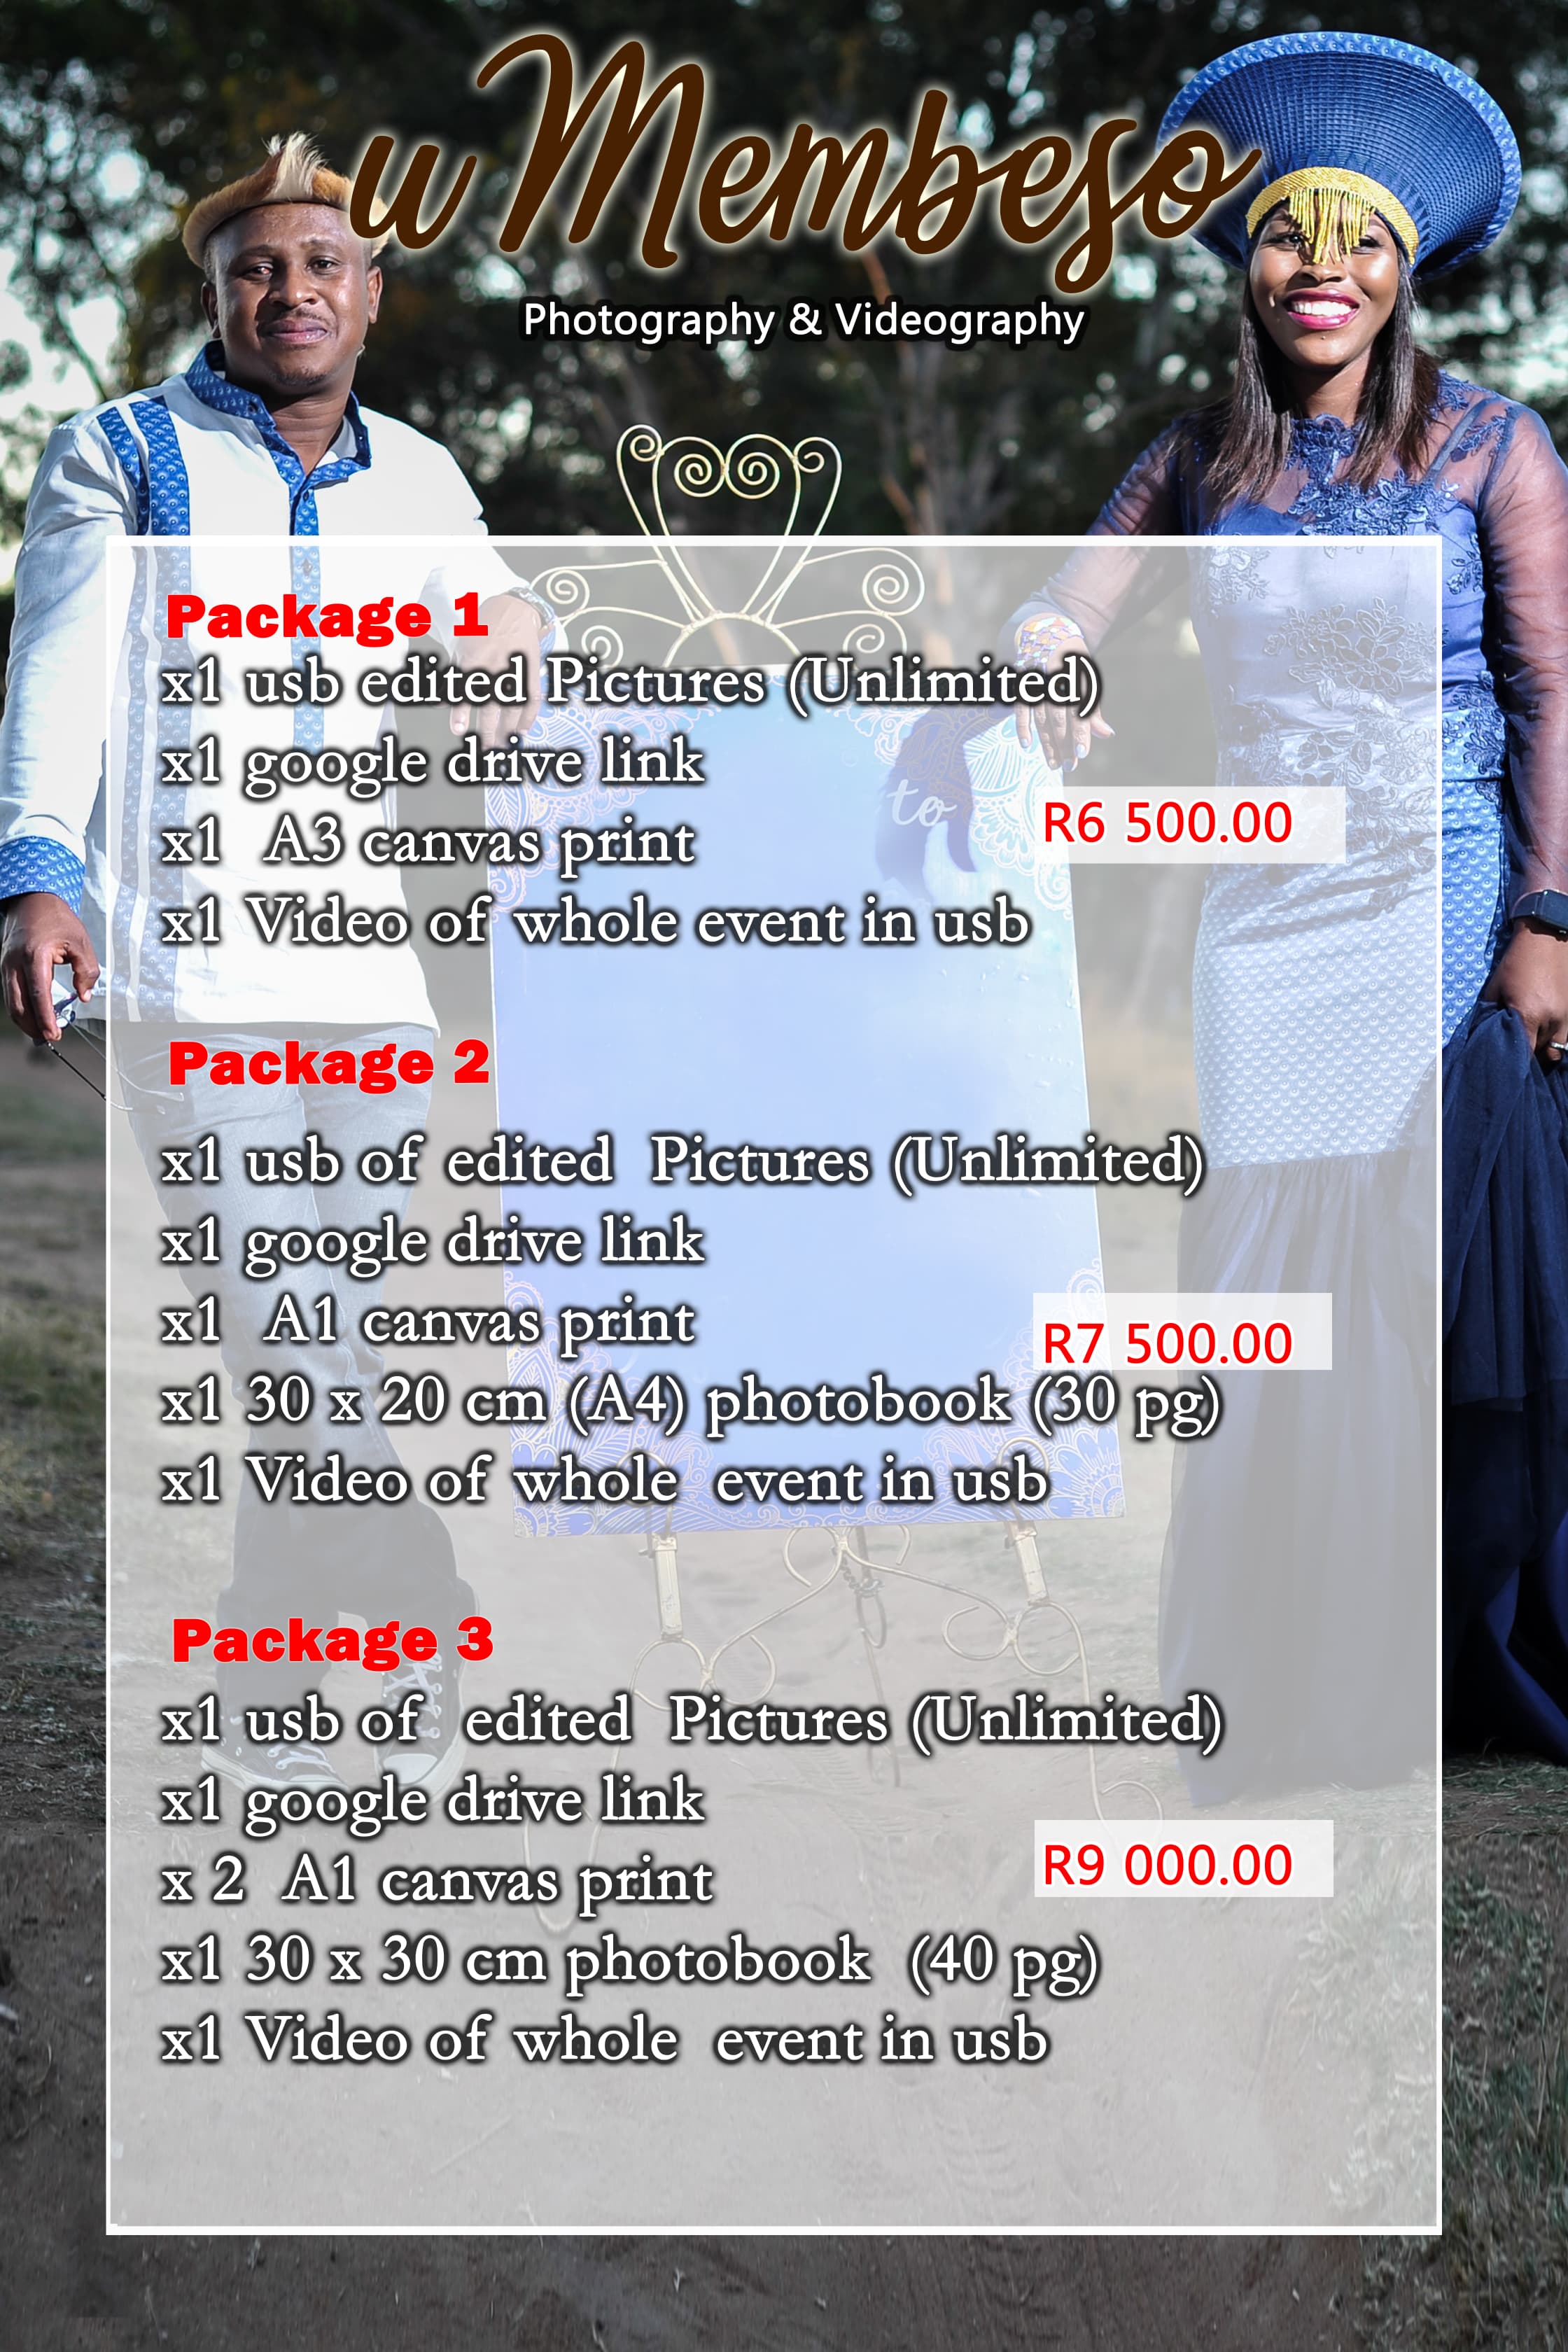 u Membeso
Photography & Videography
Package 1
x1 usb edited Pictures (Unlimited)
x1 google drive link
to
R6 500.00
x1 A3 canvas print
x1 Video of whole event in usb
Package 2
x1 usb of edited Pictures (Unlimited)
x1 google drive link
x1 A1 canvas print
R7 500.00
x1 30 x 20 cm (A4) photobook (30 pg)
x1 Video of whole event in usb
Package 3
x1 usb of edited Pictures (Unlimited)
x1 google drive link
R9 000.00
x 2 A1 canvas print
x1 30 x 30 cm photobook (40 pg)
x1 Video of whole event in usb